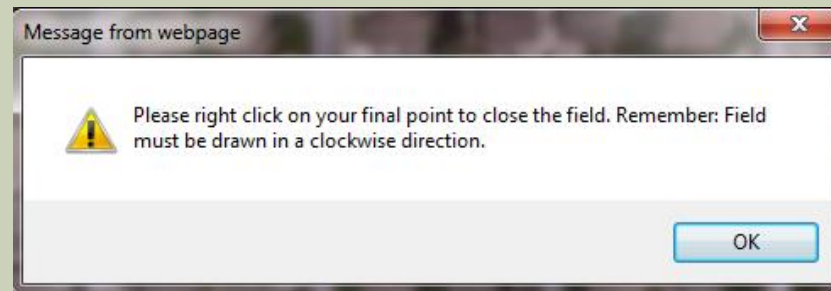 Message from webpage
x
Please right click on your final point to close the field. Remember: Field
must be drawn in a clockwise direction.
OK